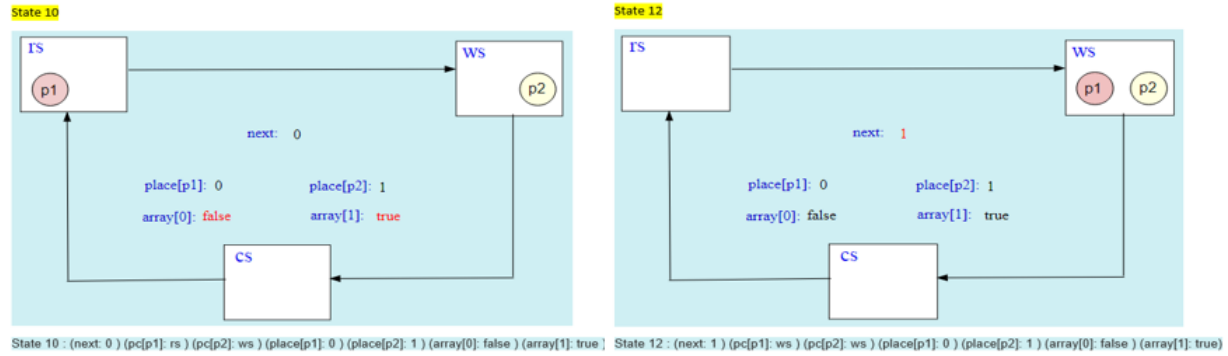 State 10
rs
ws
p1
p2
next: 0
place[p1]: 0
place[p2]: 1
array[0]: false
array[1]: true
cs
State 10 : (next: 0 ) (pc[p1]: rs ) (pc[p2]: ws ) (place[p1]: 0 ) (place[p2]: 1 ) (array[0]: false ) (array[1]: true )
State 12
rs
ws
p1
p2
next: 1
place[p1]: 0
place[p2]: 1
array[0]: false
array[1]: true
cs
State 12 : (next: 1 ) (pc[p1]: ws ) (pc[p2]: ws ) (place[p1]: 0 ) (place[p2]: 1 ) (array[0]: false ) (array[1]: true)